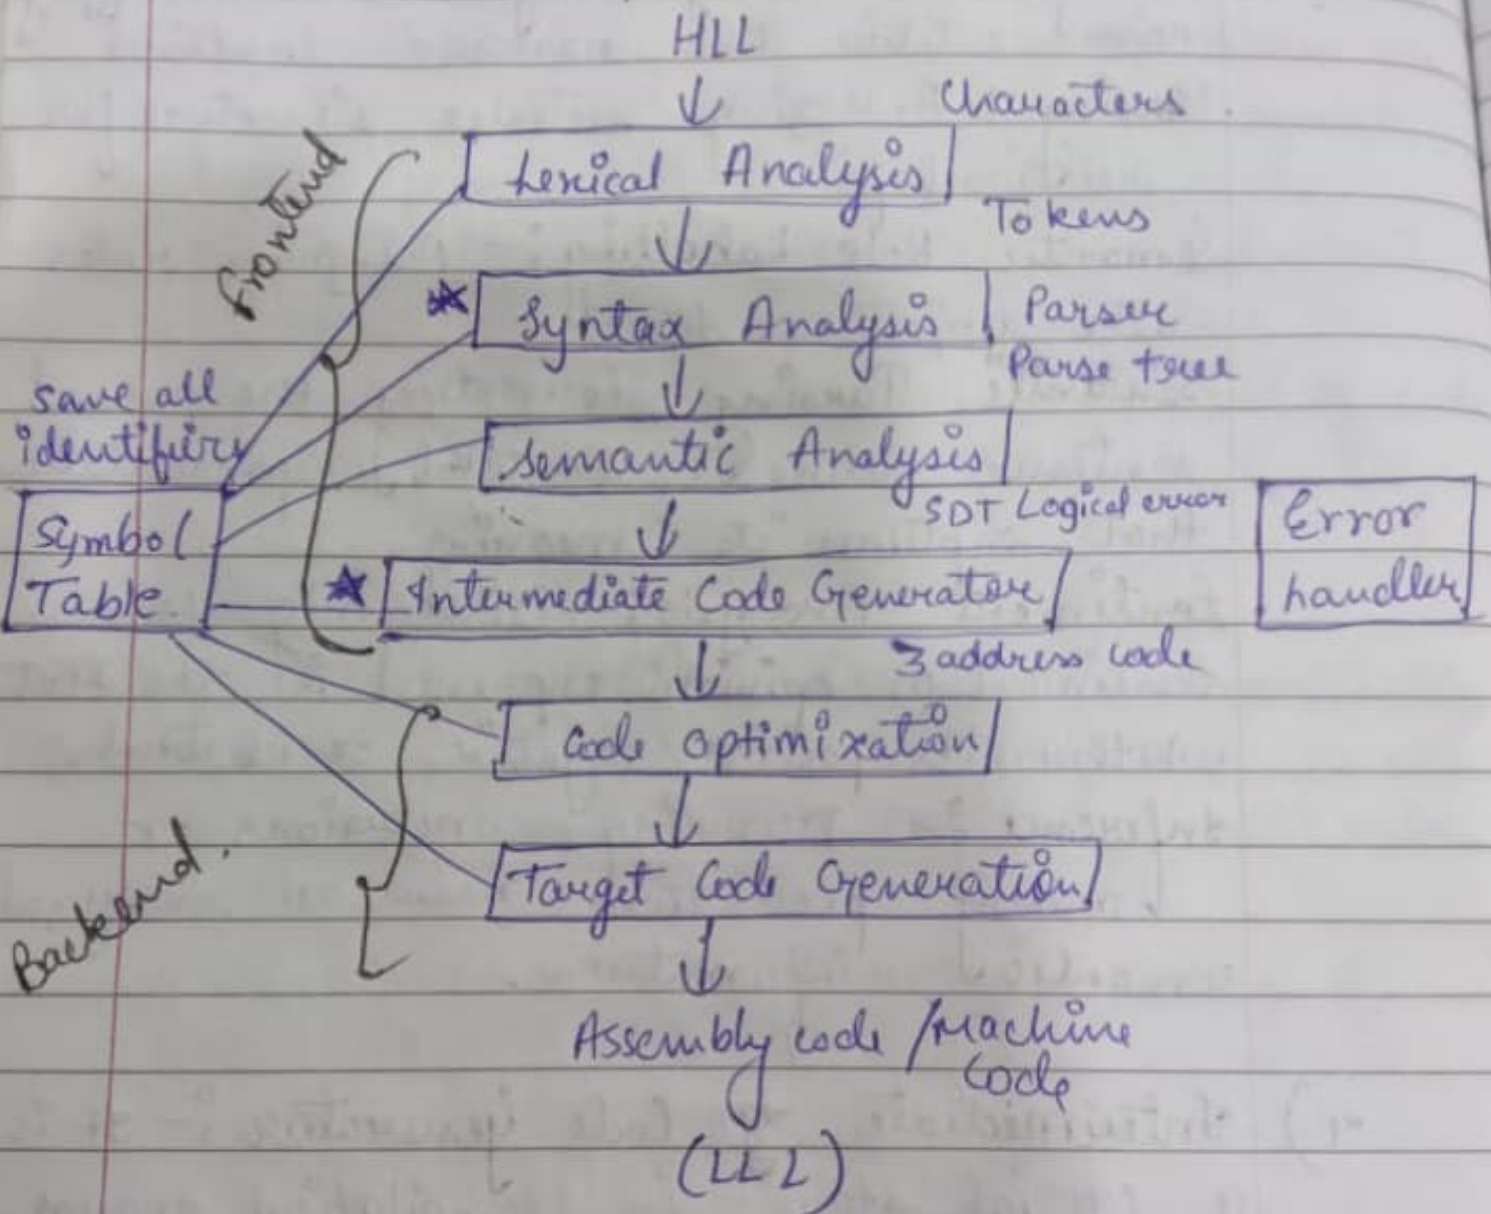 HLL
Characters
Lexical Analysis
Tokens
Frontend
Syntax Analysis
Parser
Parse tree
save all
identifiers
Semantic Analysis
SDT Logical error
Symbol
Table
Error
handler
Intermediate Code Generator
3 address code
Code Optimization
Target Code Generation
Backend.
Assembly code / Machine
Code
(LLL)